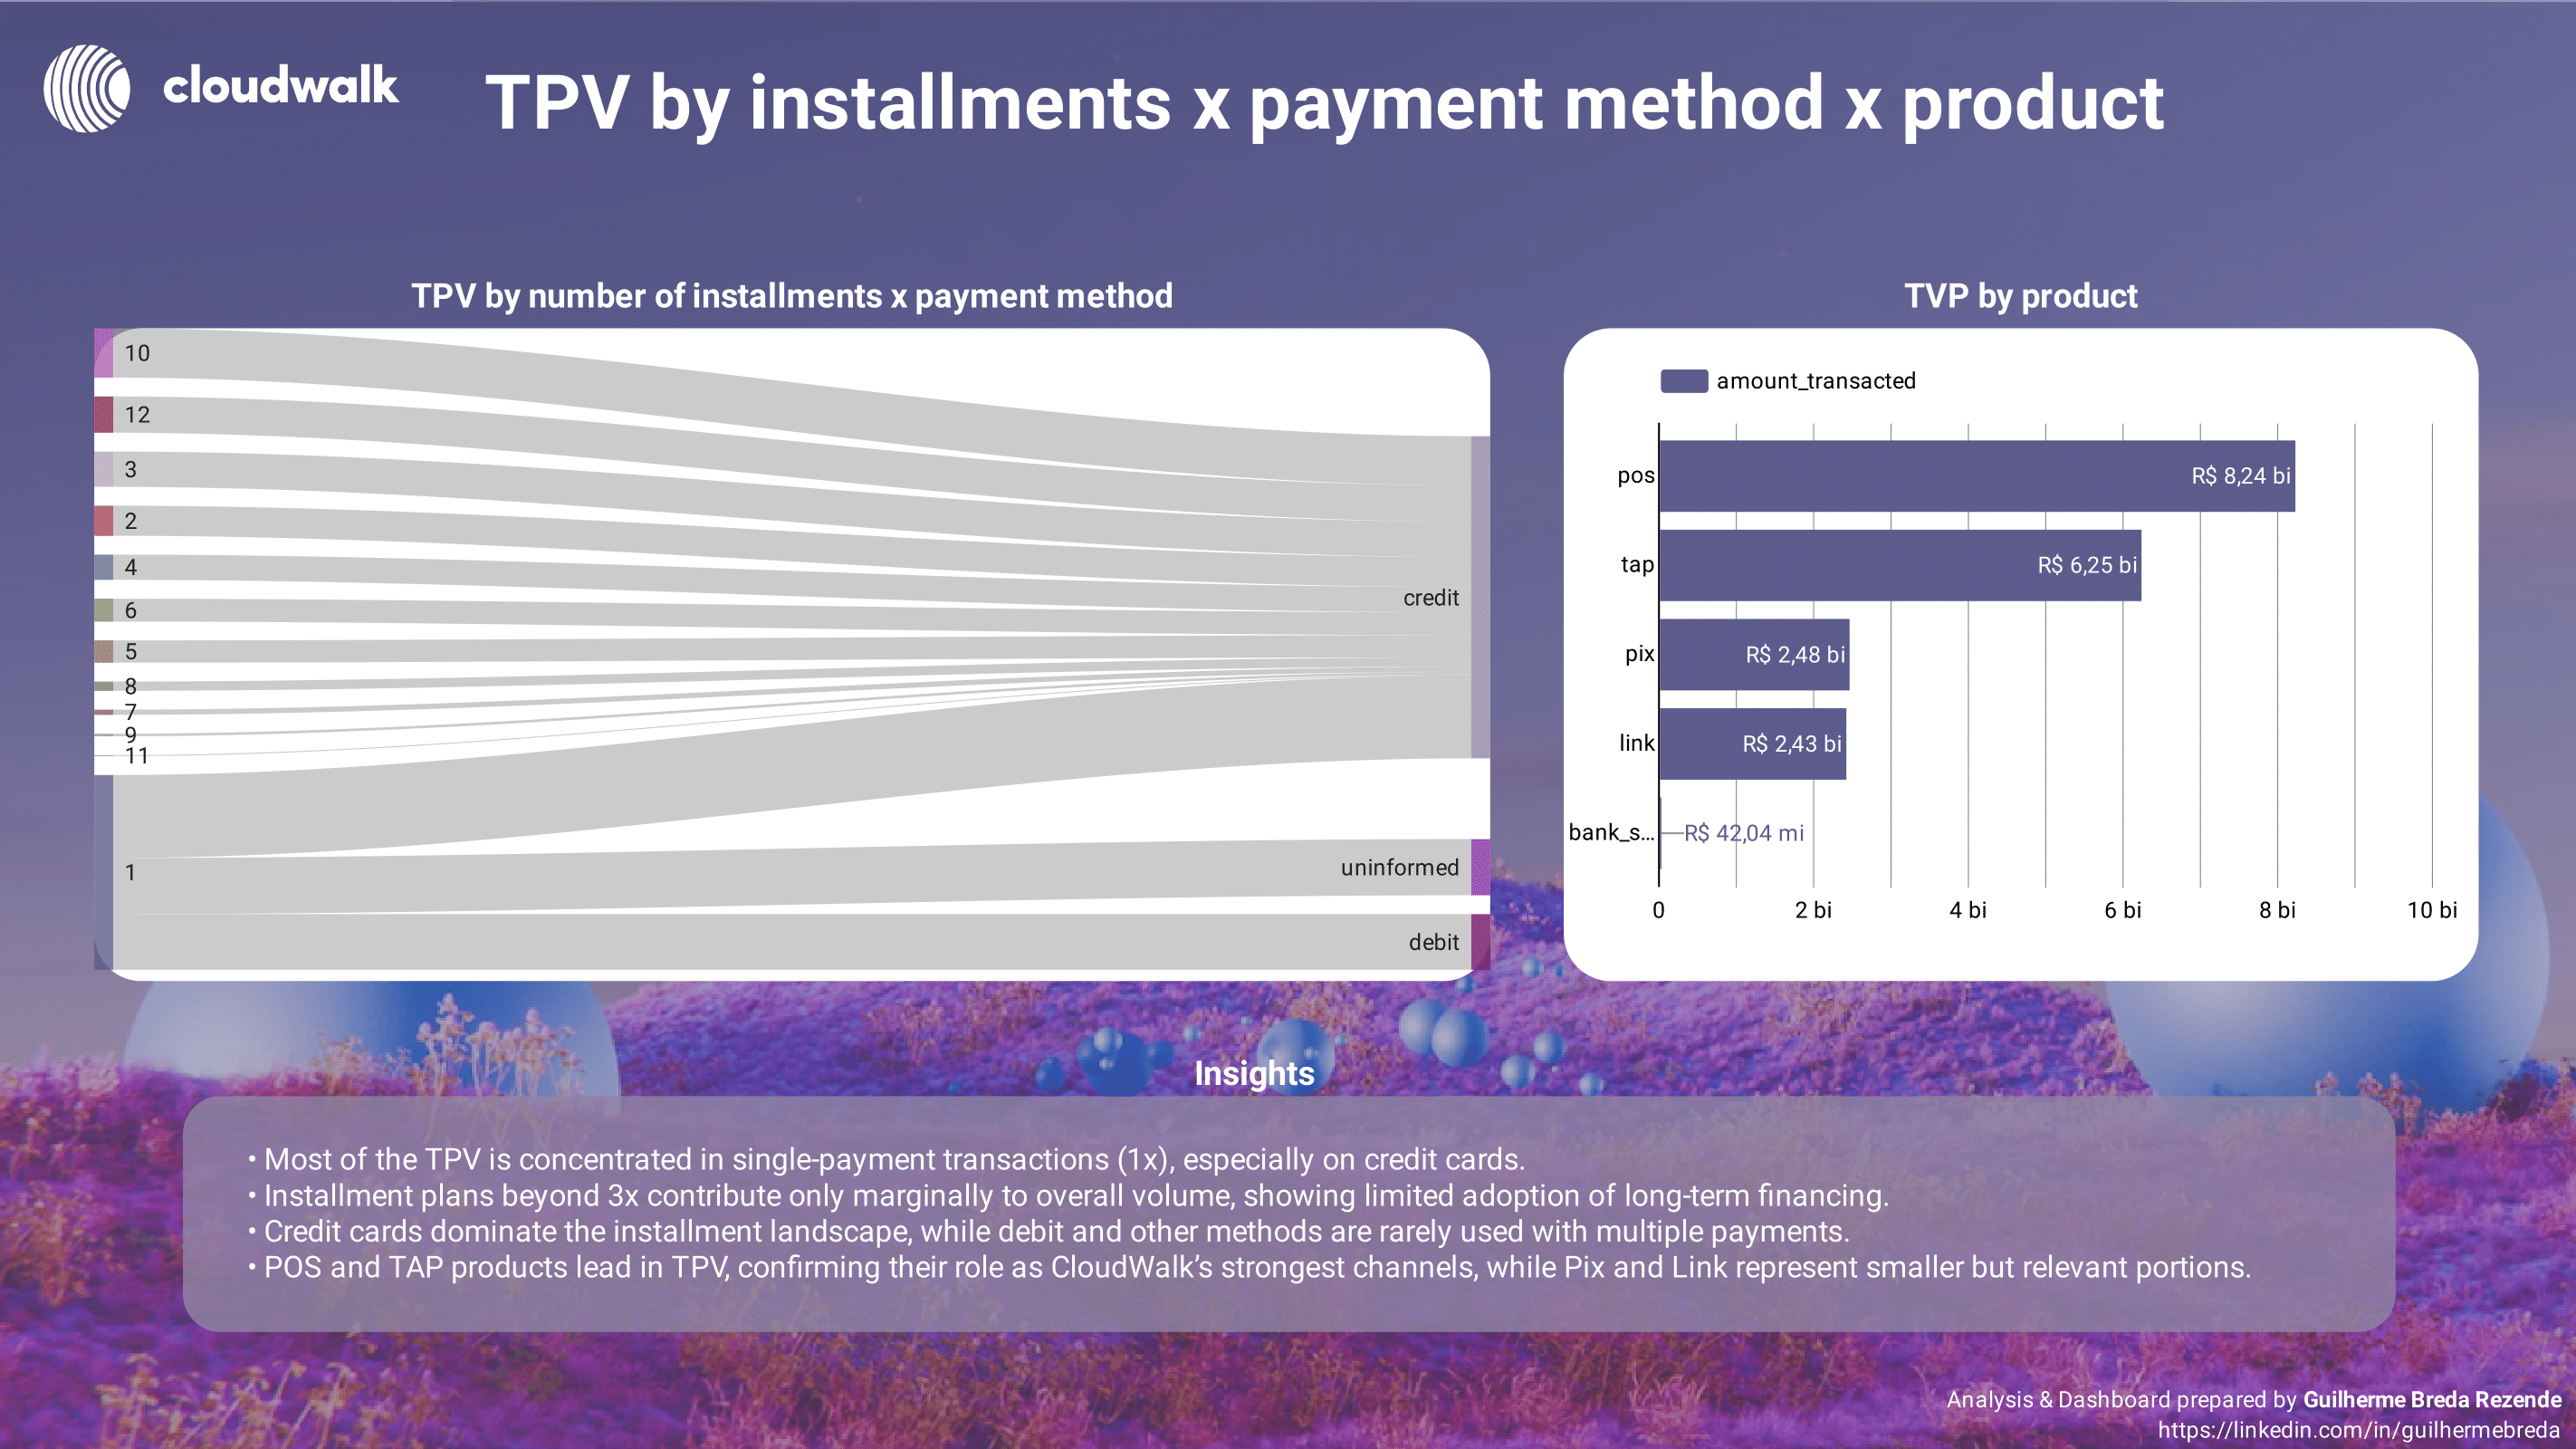 cloudwalk
TPV by installments x payment method x product
TPV by number of installments x payment method
10
12
3
2
4
6
5
8
7
9
11
1
credit
uninformed
debit
TVP by product
amount_transacted
pos
R$ 8,24 bi
tap
R$ 6,25 bi
pix
R$ 2,48 bi
link
R$ 2,43 bi
bank_s...
R$ 42,04 mi
0 2 bi 4 bi 6 bi 8 bi 10 bi
Insights
• Most of the TPV is concentrated in single-payment transactions (1x), especially on credit cards.
• Installment plans beyond 3x contribute only marginally to overall volume, showing limited adoption of long-term financing.
• Credit cards dominate the installment landscape, while debit and other methods are rarely used with multiple payments.
• POS and TAP products lead in TPV, confirming their role as CloudWalk’s strongest channels, while Pix and Link represent smaller but relevant portions.
Analysis & Dashboard prepared by Guilherme Breda Rezende
https://linkedin.com/in/guilhermebreda